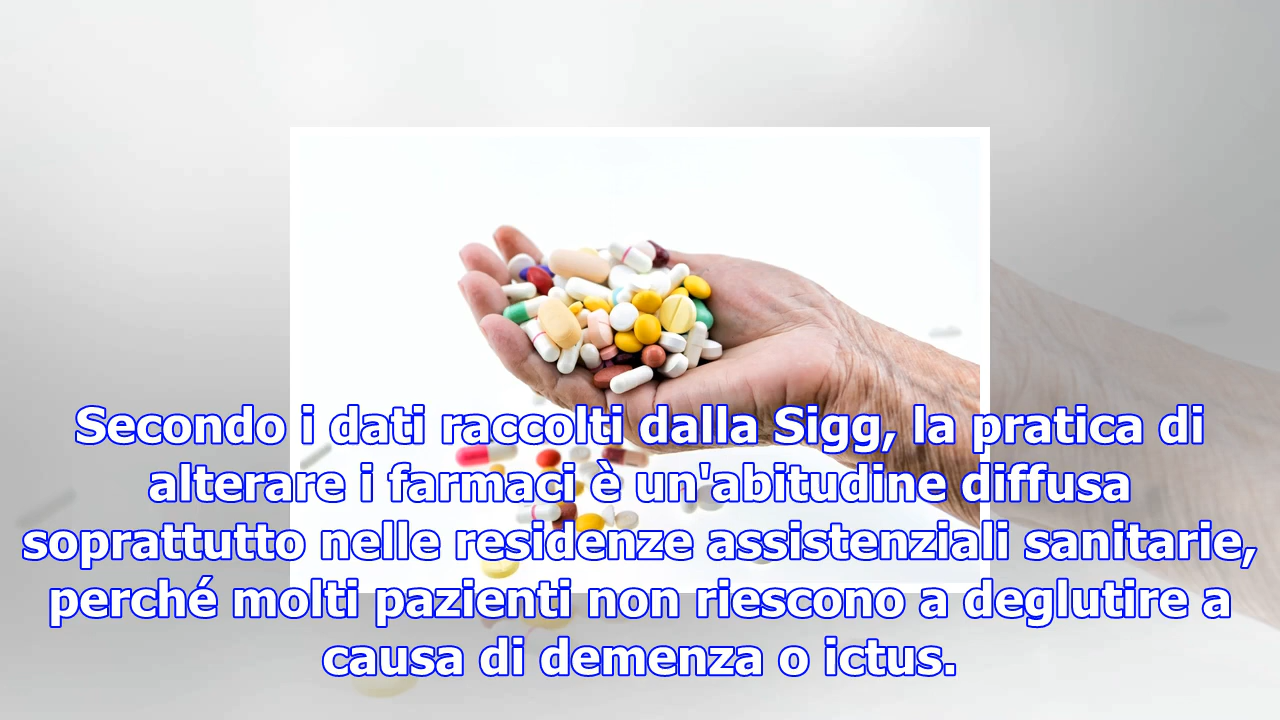 Secondo i dati raccolti dalla Sigg, la pratica di
alterare i farmaci è un'abitudine diffusa
soprattutto nelle residenze assistenziali sanitarie,
perché molti pazienti non riescono a deglutire a
causa di demenza o ictus.